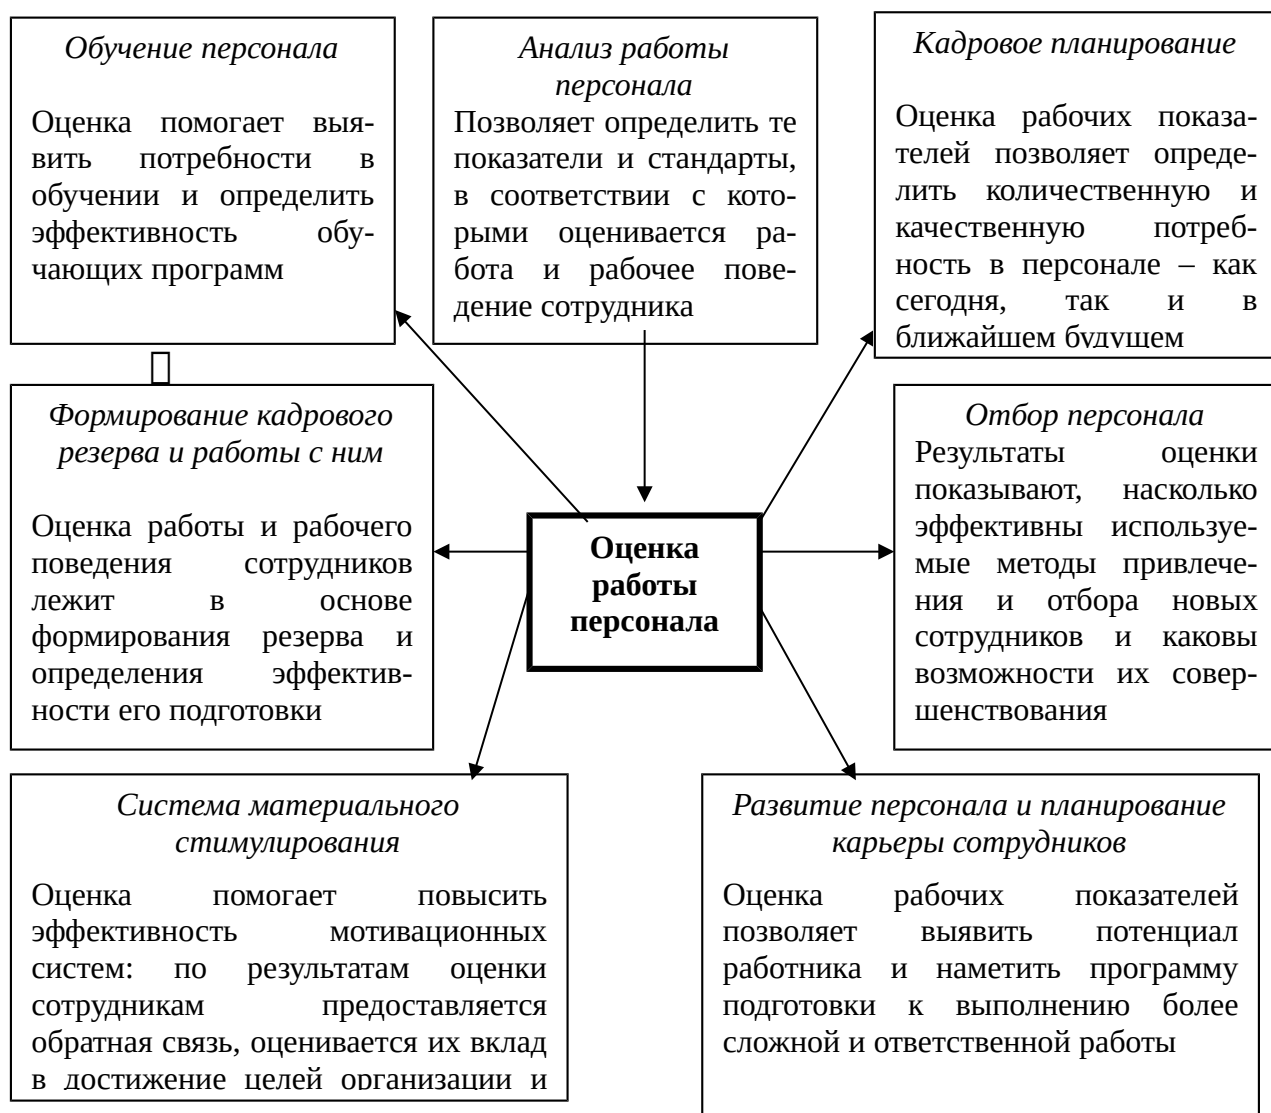 Обучение персонала
Оценка помогает выя-
вить потребности в
обучении и определить
эффективность обу-
чающих программ
Анализ работы
персонала
Позволяет определить те
показатели и стандарты,
в соответствии с кото-
рыми оценивается ра-
бота и рабочее пове-
дение сотрудника
Кадровое планирование
Оценка рабочих показа-
телей позволяет опреде-
лить количественную и
качественную потреб-
ность в персонале – как
сегодня, так и в
ближайшем будущем
Формирование кадрового
резерва и работы с ним
Оценка работы и рабочего
поведения сотрудников
лежит в основе
формирования резерва и
определения эффектив-
ности его подготовки
Оценка
работы
персонала
Отбор персонала
Результаты оценки
показывают, насколько
эффективны используе-
мые методы привлече-
ния и отбора новых
сотрудников и каковы
возможности их совер-
шенствования
Система материального
стимулирования
Оценка помогает повысить
эффективность мотивационных
систем: по результатам оценки
сотрудникам предоставляется
обратная связь, оценивается их вклад
в достижение целей организации и
Развитие персонала и планирование
карьеры сотрудников
Оценка рабочих показателей
позволяет выявить потенциал
работника и наметить программу
подготовки к выполнению более
сложной и ответственной работы